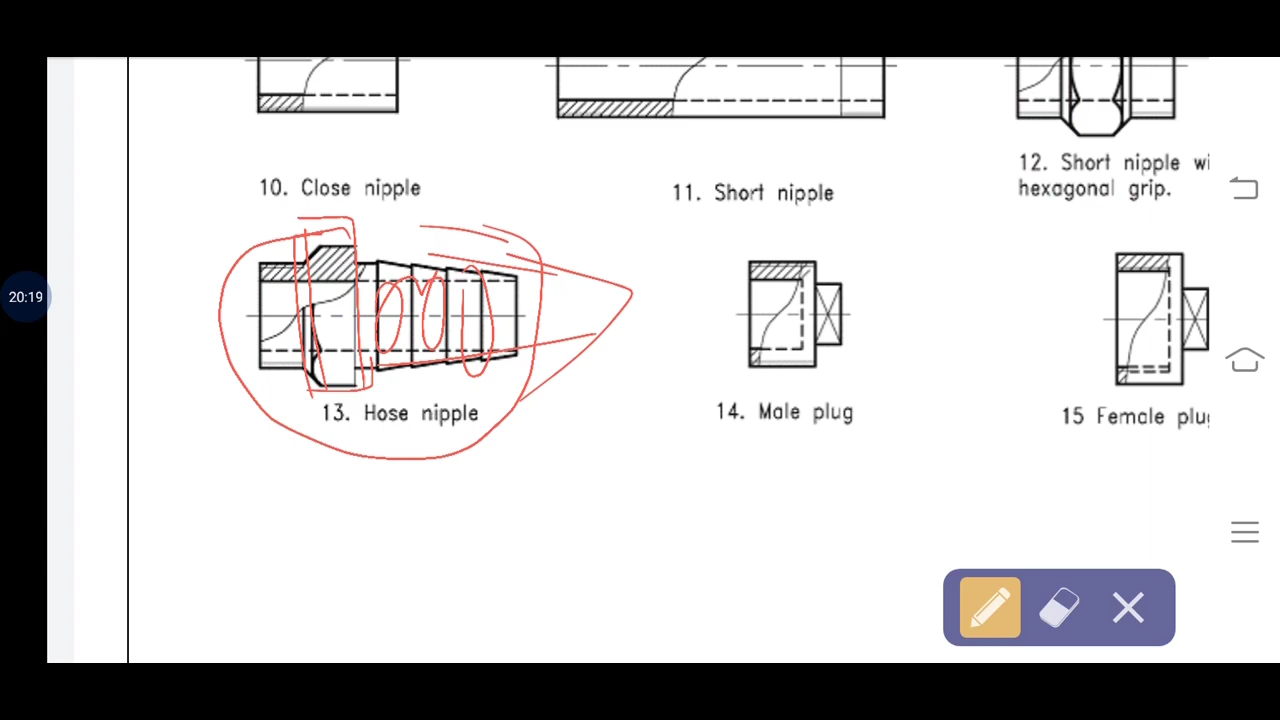 12. Short nipple wi
10. Close nipple
11. Short nipple
hexagonal grip.
20:19
13. Hose nipple
14. Male plug
15 Female plug